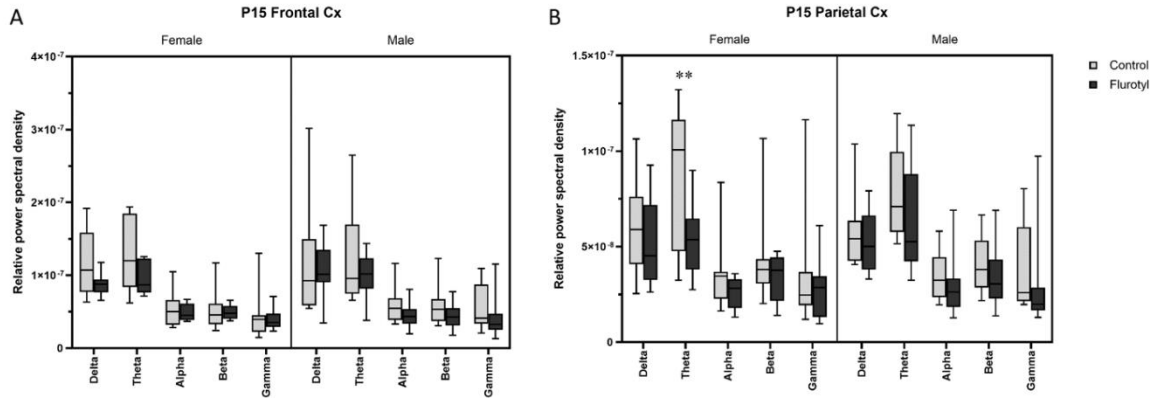 A
P15 Frontal Cx
Female
Male
Relative power spectral density
4×10⁻⁷
3×10⁻⁷
2×10⁻⁷
1×10⁻⁷
0
Delta
Theta
Alpha
Beta
Gamma
Delta
Theta
Alpha
Beta
Gamma
B
P15 Parietal Cx
Female
Male
Relative power spectral density
1.5×10⁻⁷
1×10⁻⁷
5×10⁻⁸
0
**
Delta
Theta
Alpha
Beta
Gamma
Delta
Theta
Alpha
Beta
Gamma
Control
Flurotyl